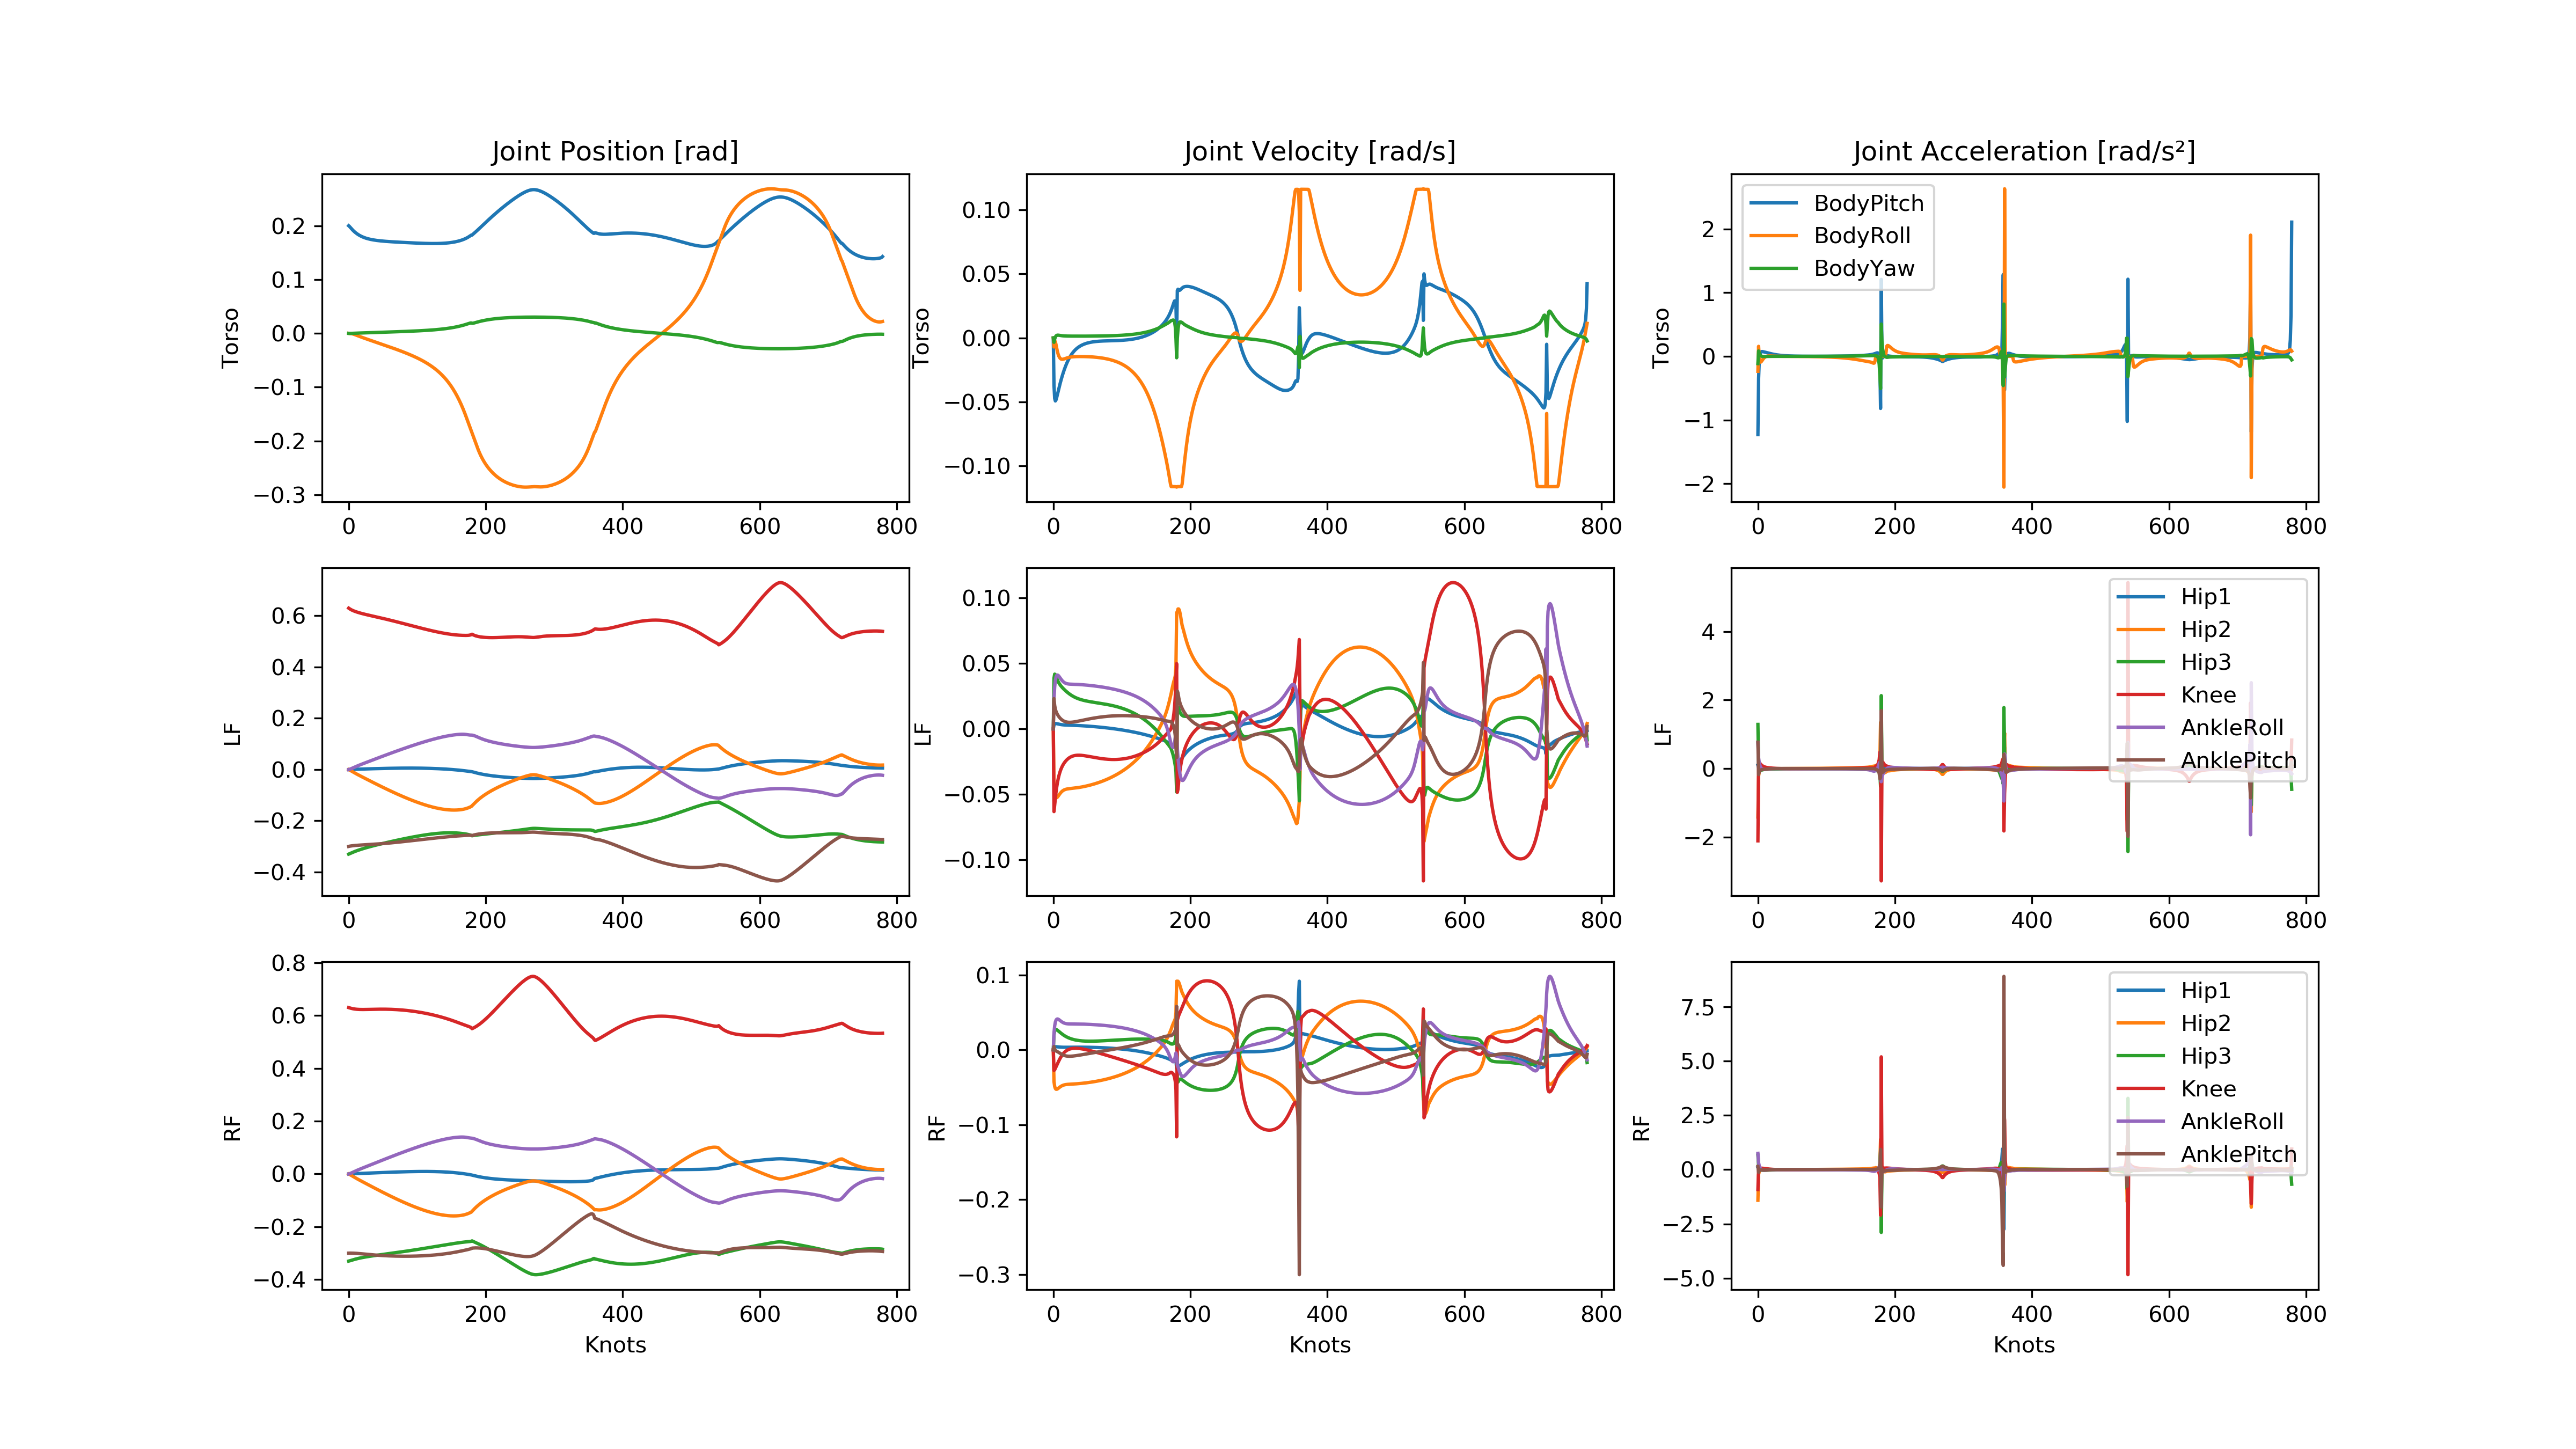 Joint Position [rad]
Joint Velocity [rad/s]
Joint Acceleration [rad/s²]
Torso
0.2
0.1
0.0
−0.1
−0.2
−0.3
0 200 400 600 800
Torso
0.10
0.05
0.00
−0.05
−0.10
0 200 400 600 800
Torso
2
1
0
−1
−2
0 200 400 600 800
BodyPitch
BodyRoll
BodyYaw
LF
0.6
0.4
0.2
0.0
−0.2
−0.4
0 200 400 600 800
LF
0.10
0.05
0.00
−0.05
−0.10
0 200 400 600 800
LF
4
2
0
−2
0 200 400 600 800
Hip1
Hip2
Hip3
Knee
AnkleRoll
AnklePitch
RF
0.8
0.6
0.4
0.2
0.0
−0.2
−0.4
0 200 400 600 800
Knots
RF
0.1
0.0
−0.1
−0.2
−0.3
0 200 400 600 800
Knots
RF
7.5
5.0
2.5
0.0
−2.5
−5.0
0 200 400 600 800
Knots
Hip1
Hip2
Hip3
Knee
AnkleRoll
AnklePitch